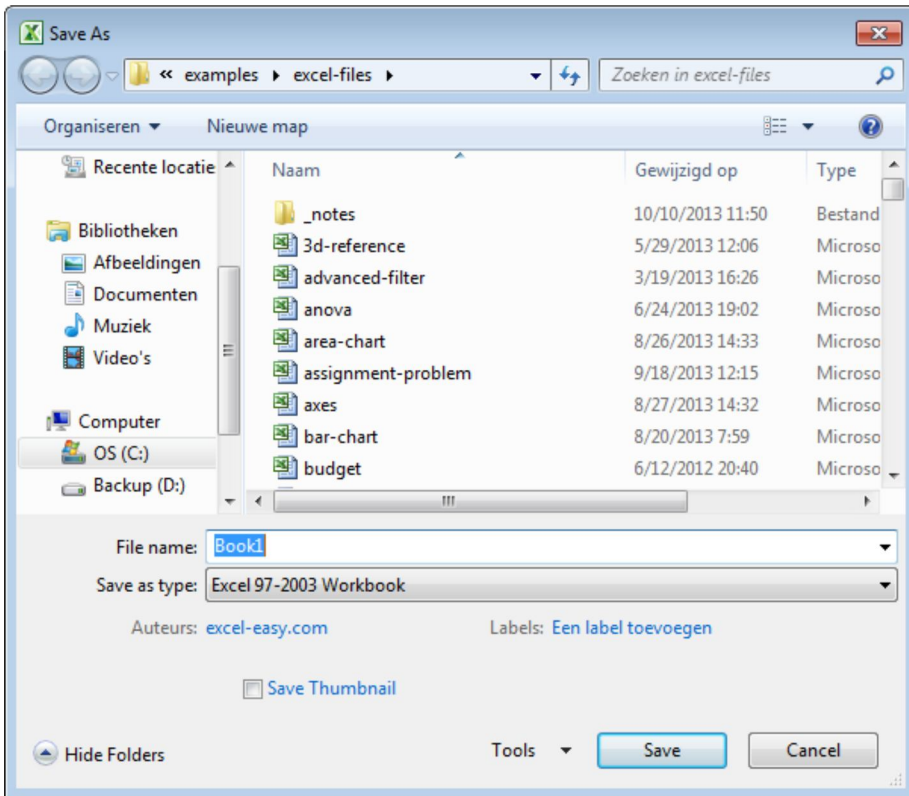 Save As
« examples excel-files Zoeken in excel-files
Organiseren Nieuwe map
Recente locatie
Bibliotheken
Afbeeldingen
Documenten
Muziek
Video's
Computer
OS (C:)
Backup (D:)
Naam Gewijzigd op Type
_notes 10/10/2013 11:50 Bestand
3d-reference 5/29/2013 12:06 Microso
advanced-filter 3/19/2013 16:26 Microso
anova 6/24/2013 19:02 Microso
area-chart 8/26/2013 14:33 Microso
assignment-problem 9/18/2013 12:15 Microso
axes 8/27/2013 14:32 Microso
bar-chart 8/20/2013 7:59 Microso
budget 6/12/2012 20:40 Microso
File name: Book1
Save as type: Excel 97-2003 Workbook
Auteurs: excel-easy.com Labels: Een label toevoegen
Save Thumbnail
Hide Folders Tools Save Cancel